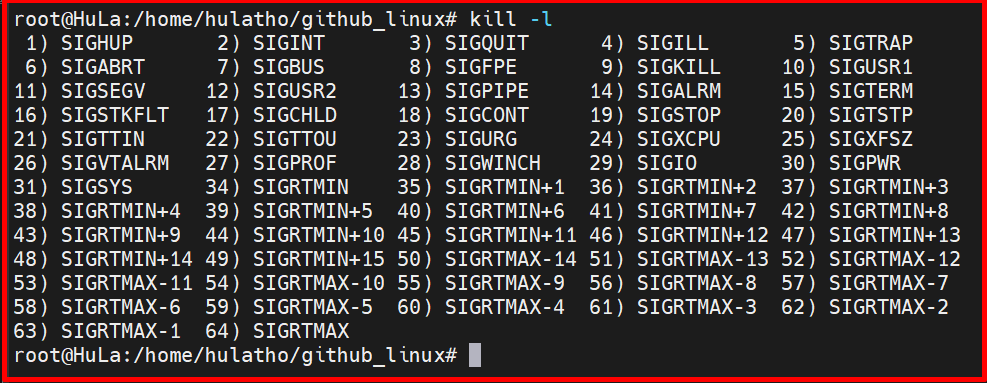 root@HuLa:/home/hulatho/github_linux# kill -l
 1) SIGHUP       2) SIGINT       3) SIGQUIT      4) SIGILL       5) SIGTRAP
 6) SIGABRT      7) SIGBUS       8) SIGFPE       9) SIGKILL     10) SIGUSR1
11) SIGSEGV     12) SIGUSR2     13) SIGPIPE     14) SIGALRM     15) SIGTERM
16) SIGSTKFLT   17) SIGCHLD     18) SIGCONT     19) SIGSTOP     20) SIGTSTP
21) SIGTTIN     22) SIGTTOU     23) SIGURG      24) SIGXCPU     25) SIGXFSZ
26) SIGVTALRM   27) SIGPROF     28) SIGWINCH    29) SIGIO       30) SIGPWR
31) SIGSYS      34) SIGRTMIN    35) SIGRTMIN+1  36) SIGRTMIN+2  37) SIGRTMIN+3
38) SIGRTMIN+4  39) SIGRTMIN+5  40) SIGRTMIN+6  41) SIGRTMIN+7  42) SIGRTMIN+8
43) SIGRTMIN+9  44) SIGRTMIN+10 45) SIGRTMIN+11 46) SIGRTMIN+12 47) SIGRTMIN+13
48) SIGRTMIN+14 49) SIGRTMIN+15 50) SIGRTMAX-14 51) SIGRTMAX-13 52) SIGRTMAX-12
53) SIGRTMAX-11 54) SIGRTMAX-10 55) SIGRTMAX-9  56) SIGRTMAX-8  57) SIGRTMAX-7
58) SIGRTMAX-6  59) SIGRTMAX-5  60) SIGRTMAX-4  61) SIGRTMAX-3  62) SIGRTMAX-2
63) SIGRTMAX-1  64) SIGRTMAX
root@HuLa:/home/hulatho/github_linux#